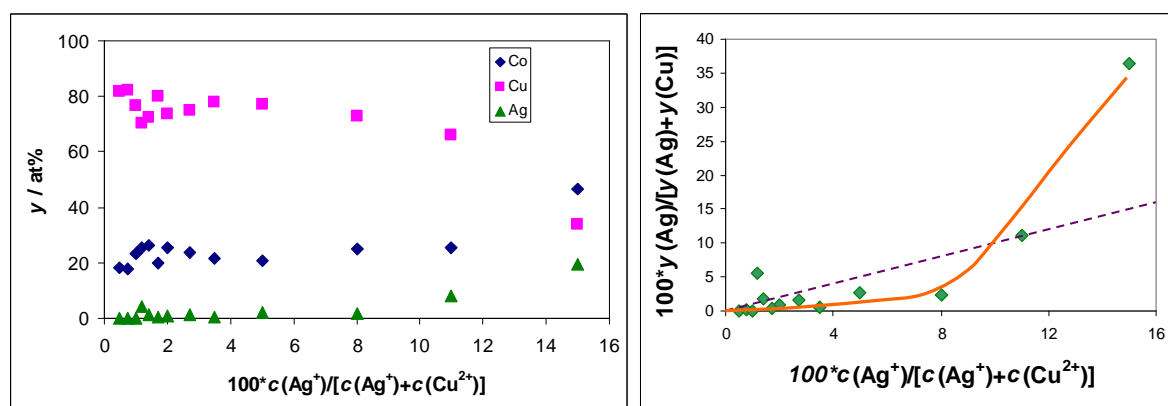 100
80
60
40
20
0
y / at%
Co
Cu
Ag
0 2 4 6 8 10 12 14 16
100*c(Ag⁺)/[c(Ag⁺)+c(Cu²⁺)]
40
35
30
25
20
15
10
5
0
100*y(Ag)/[y(Ag)+y(Cu)]
0 4 8 12 16
100*c(Ag⁺)/[c(Ag⁺)+c(Cu²⁺)]